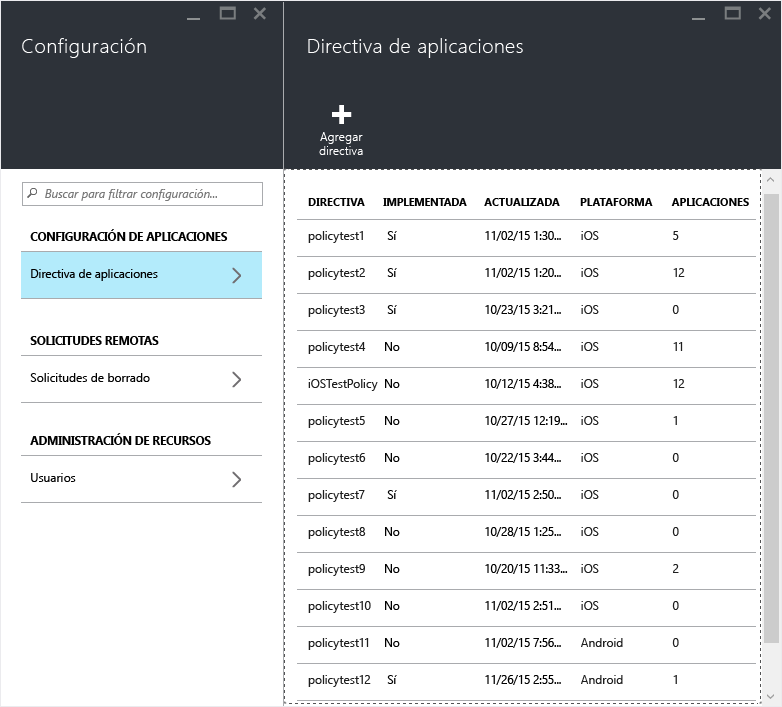 Configuración
Buscar para filtrar configuración...
CONFIGURACIÓN DE APLICACIONES
Directiva de aplicaciones
SOLICITUDES REMOTAS
Solicitudes de borrado
ADMINISTRACIÓN DE RECURSOS
Usuarios
Directiva de aplicaciones
Agregar
directiva
DIRECTIVA IMPLEMENTADA ACTUALIZADA PLATAFORMA APLICACIONES
policytest1 Sí 11/02/15 1:30... iOS 5
policytest2 Sí 11/02/15 1:20... iOS 12
policytest3 Sí 10/23/15 3:21... iOS 0
policytest4 No 10/09/15 8:54... iOS 11
iOSTestPolicy No 10/12/15 4:38... iOS 12
policytest5 No 10/27/15 12:19... iOS 1
policytest6 No 10/22/15 3:44... iOS 0
policytest7 Sí 11/02/15 2:50... iOS 0
policytest8 No 10/28/15 1:25... iOS 0
policytest9 No 10/20/15 11:33... iOS 2
policytest10 No 11/02/15 2:51... iOS 0
policytest11 No 11/02/15 7:56... Android 0
policytest12 Sí 11/26/15 2:55... Android 1